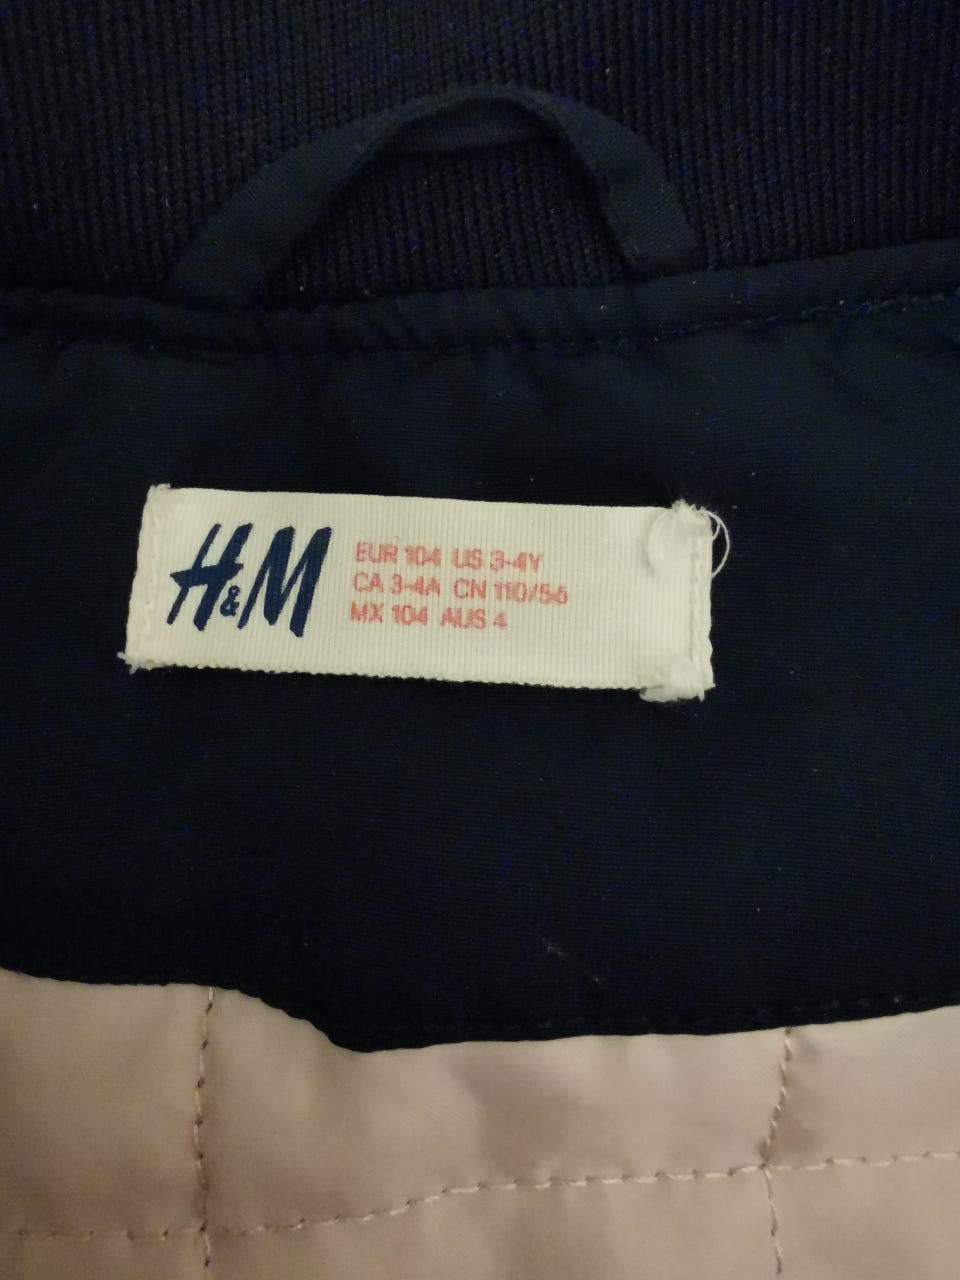 H&M
EUR 104 US 3-4Y
CA 3-4A CN 110/56
MX 104 AUS 4